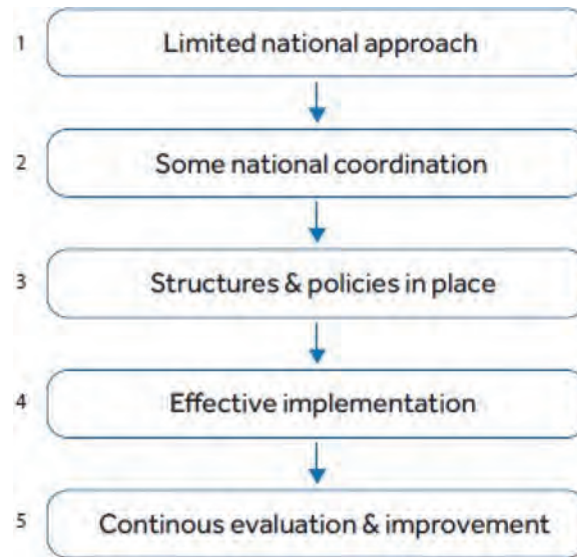 1 Limited national approach
2 Some national coordination
3 Structures & policies in place
4 Effective implementation
5 Continous evaluation & improvement